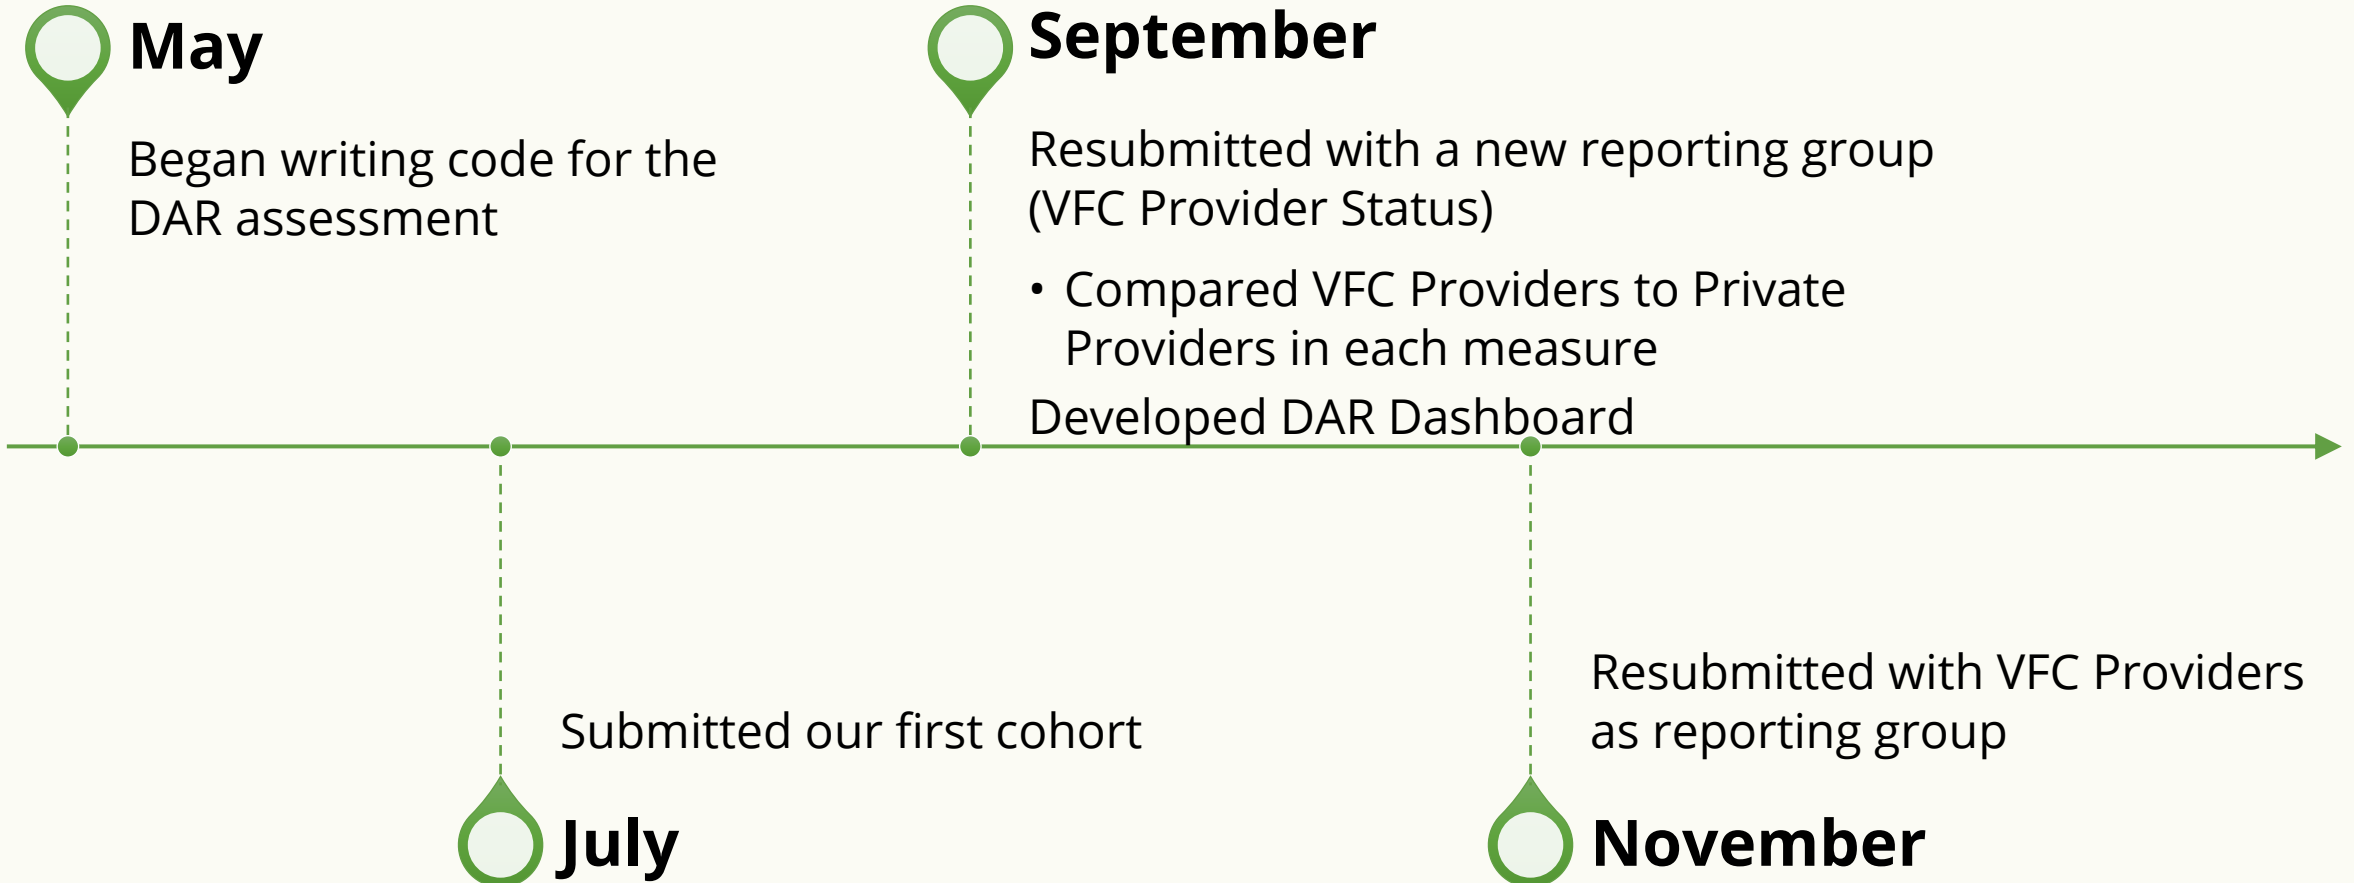 May
Began writing code for the
DAR assessment
September
Resubmitted with a new reporting group
(VFC Provider Status)
• Compared VFC Providers to Private
Providers in each measure
Developed DAR Dashboard
Submitted our first cohort
July
Resubmitted with VFC Providers
as reporting group
November